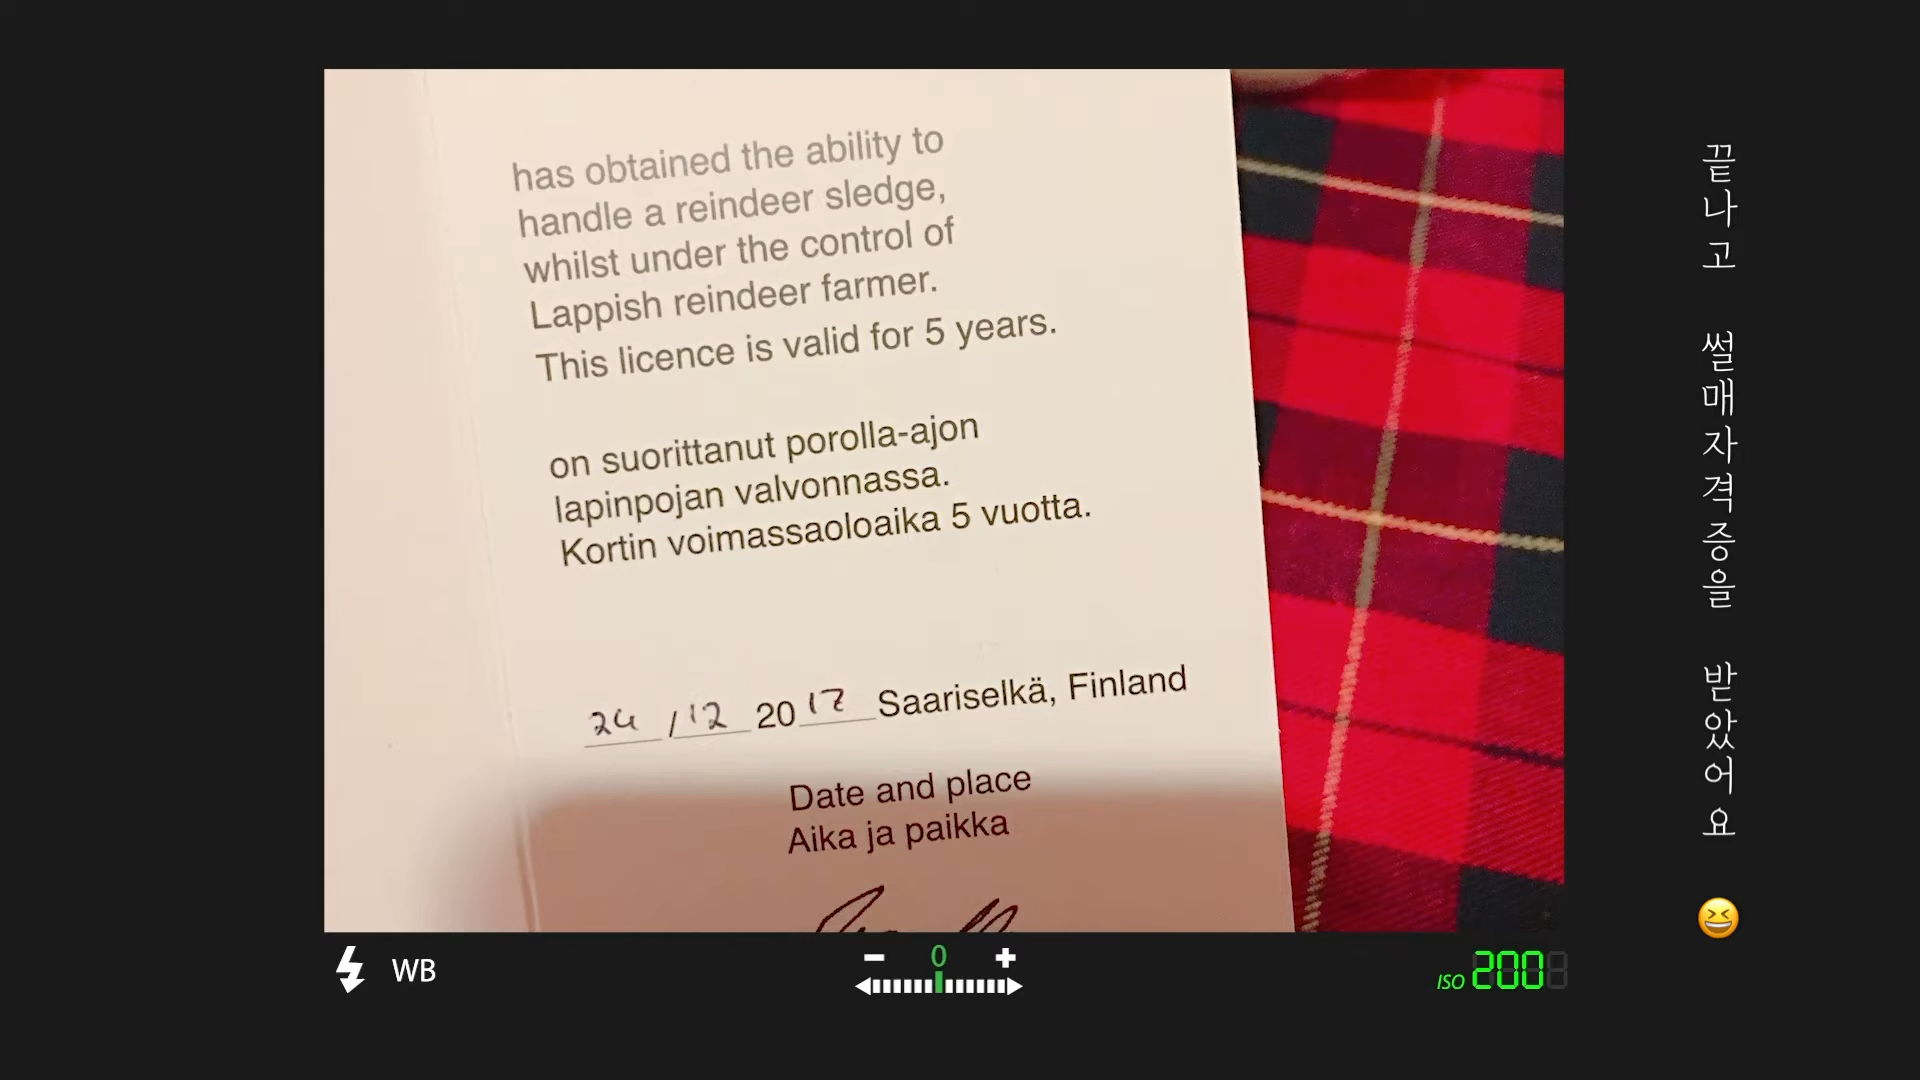 has obtained the ability to
handle a reindeer sledge,
whilst under the control of
Lappish reindeer farmer.
This licence is valid for 5 years.
on suorittanut porolla-ajon
lapinpojan valvonnassa.
Kortin voimassaoloaika 5 vuotta.
24 / 12 2017 Saariselkä, Finland
Date and place
Aika ja paikka
끝나고 썰매자격증을 받았어요 😆
WB
0
ISO 200